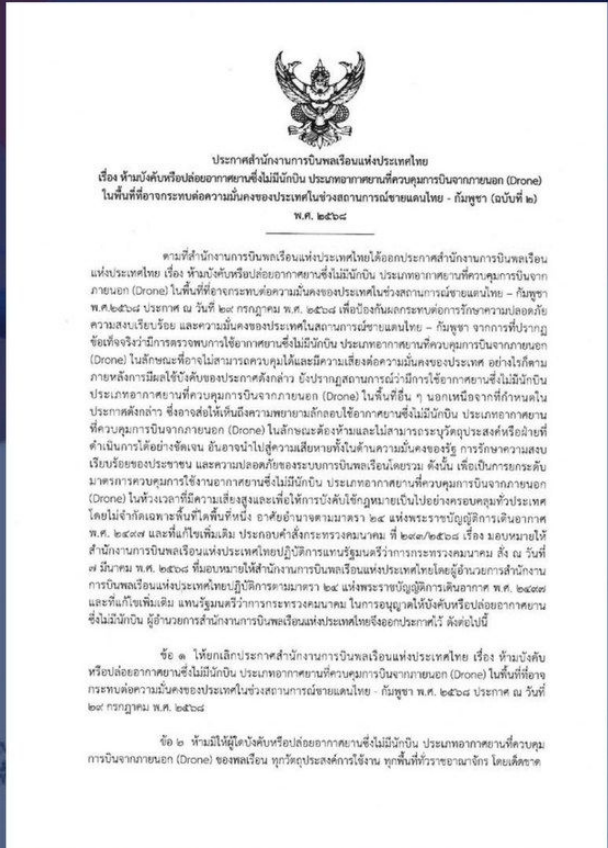 ประกาศสำนักงานการบินพลเรือนแห่งประเทศไทย
เรื่อง ห้ามบังคับหรือปล่อยอากาศยานซึ่งไม่มีนักบิน ประเภทอากาศยานที่ควบคุมการบินจากภายนอก (Drone)
ในพื้นที่ที่อาจกระทบต่อความมั่นคงของประเทศในช่วงสถานการณ์ชายแดนไทย - กัมพูชา (ฉบับที่ ๒)
พ.ศ. ๒๕๖๘
ตามที่สำนักงานการบินพลเรือนแห่งประเทศไทยได้ออกประกาศสำนักงานการบินพลเรือน
แห่งประเทศไทย เรื่อง ห้ามบังคับหรือปล่อยอากาศยานซึ่งไม่มีนักบิน ประเภทอากาศยานที่ควบคุมการบินจาก
ภายนอก (Drone) ในพื้นที่ที่อาจกระทบต่อความมั่นคงของประเทศในช่วงสถานการณ์ชายแดนไทย – กัมพูชา
พ.ศ.๒๕๖๘ ประกาศ ณ วันที่ ๒๙ กรกฎาคม พ.ศ. ๒๕๖๘ เพื่อป้องกันผลกระทบต่อการรักษาความปลอดภัย
ความสงบเรียบร้อย และความมั่นคงของประเทศในสถานการณ์ชายแดนไทย – กัมพูชา จากการที่ปรากฏ
ข้อเท็จจริงว่ามีการตรวจพบการใช้อากาศยานซึ่งไม่มีนักบิน ประเภทอากาศยานที่ควบคุมการบินจากภายนอก
(Drone) ในลักษณะที่อาจไม่สามารถควบคุมได้และมีความเสี่ยงต่อความมั่นคงของประเทศ อย่างไรก็ตาม
ภายหลังการมีผลใช้บังคับของประกาศดังกล่าว ยังปรากฏสถานการณ์ว่ามีการใช้อากาศยานซึ่งไม่มีนักบิน
ประเภทอากาศยานที่ควบคุมการบินจากภายนอก (Drone) ในพื้นที่อื่น ๆ นอกเหนือจากที่กำหนดใน
ประกาศดังกล่าว ซึ่งอาจส่อให้เห็นถึงความพยายามลักลอบใช้อากาศยานซึ่งไม่มีนักบิน ประเภทอากาศยาน
ที่ควบคุมการบินจากภายนอก (Drone) ในลักษณะต้องห้ามและไม่สามารถระบุวัตถุประสงค์หรือฝ่ายที่
ดำเนินการได้อย่างชัดเจน อันอาจนำไปสู่ความเสียหายทั้งในด้านความมั่นคงของรัฐ การรักษาความสงบ
เรียบร้อยของประชาชน และความปลอดภัยของระบบการบินพลเรือนโดยรวม ดังนั้น เพื่อเป็นการยกระดับ
มาตรการควบคุมการใช้งานอากาศยานซึ่งไม่มีนักบิน ประเภทอากาศยานที่ควบคุมการบินจากภายนอก
(Drone) ในห้วงเวลาที่มีความเสี่ยงสูงและเพื่อให้การบังคับใช้กฎหมายเป็นไปอย่างครอบคลุมทั่วประเทศ
โดยไม่จำกัดเฉพาะพื้นที่ใดพื้นที่หนึ่ง อาศัยอำนาจตามมาตรา ๒๔ แห่งพระราชบัญญัติการเดินอากาศ
พ.ศ. ๒๔๙๗ และที่แก้ไขเพิ่มเติม ประกอบคำสั่งกระทรวงคมนาคม ที่ ๒๙๓/๒๕๖๘ เรื่อง มอบหมายให้
สำนักงานการบินพลเรือนแห่งประเทศไทยปฏิบัติการแทนรัฐมนตรีว่าการกระทรวงคมนาคม สั่ง ณ วันที่
๗ มีนาคม พ.ศ. ๒๕๖๘ ที่มอบหมายให้สำนักงานการบินพลเรือนแห่งประเทศไทยโดยผู้อำนวยการสำนักงาน
การบินพลเรือนแห่งประเทศไทยปฏิบัติการตามมาตรา ๒๔ แห่งพระราชบัญญัติการเดินอากาศ พ.ศ. ๒๔๙๗
และที่แก้ไขเพิ่มเติม แทนรัฐมนตรีว่าการกระทรวงคมนาคม ในการอนุญาตให้บังคับหรือปล่อยอากาศยาน
ซึ่งไม่มีนักบิน ผู้อำนวยการสำนักงานการบินพลเรือนแห่งประเทศไทยจึงออกประกาศไว้ ดังต่อไปนี้
ข้อ ๑ ให้ยกเลิกประกาศสำนักงานการบินพลเรือนแห่งประเทศไทย เรื่อง ห้ามบังคับ
หรือปล่อยอากาศยานซึ่งไม่มีนักบิน ประเภทอากาศยานที่ควบคุมการบินจากภายนอก (Drone) ในพื้นที่ที่อาจ
กระทบต่อความมั่นคงของประเทศในช่วงสถานการณ์ชายแดนไทย - กัมพูชา พ.ศ. ๒๕๖๘ ประกาศ ณ วันที่
๒๙ กรกฎาคม พ.ศ. ๒๕๖๘
ข้อ ๒ ห้ามมิให้ผู้ใดบังคับหรือปล่อยอากาศยานซึ่งไม่มีนักบิน ประเภทอากาศยานที่ควบคุม
การบินจากภายนอก (Drone) ของพลเรือน ทุกวัตถุประสงค์การใช้งาน ทุกพื้นที่ทั่วราชอาณาจักร โดยเด็ดขาด